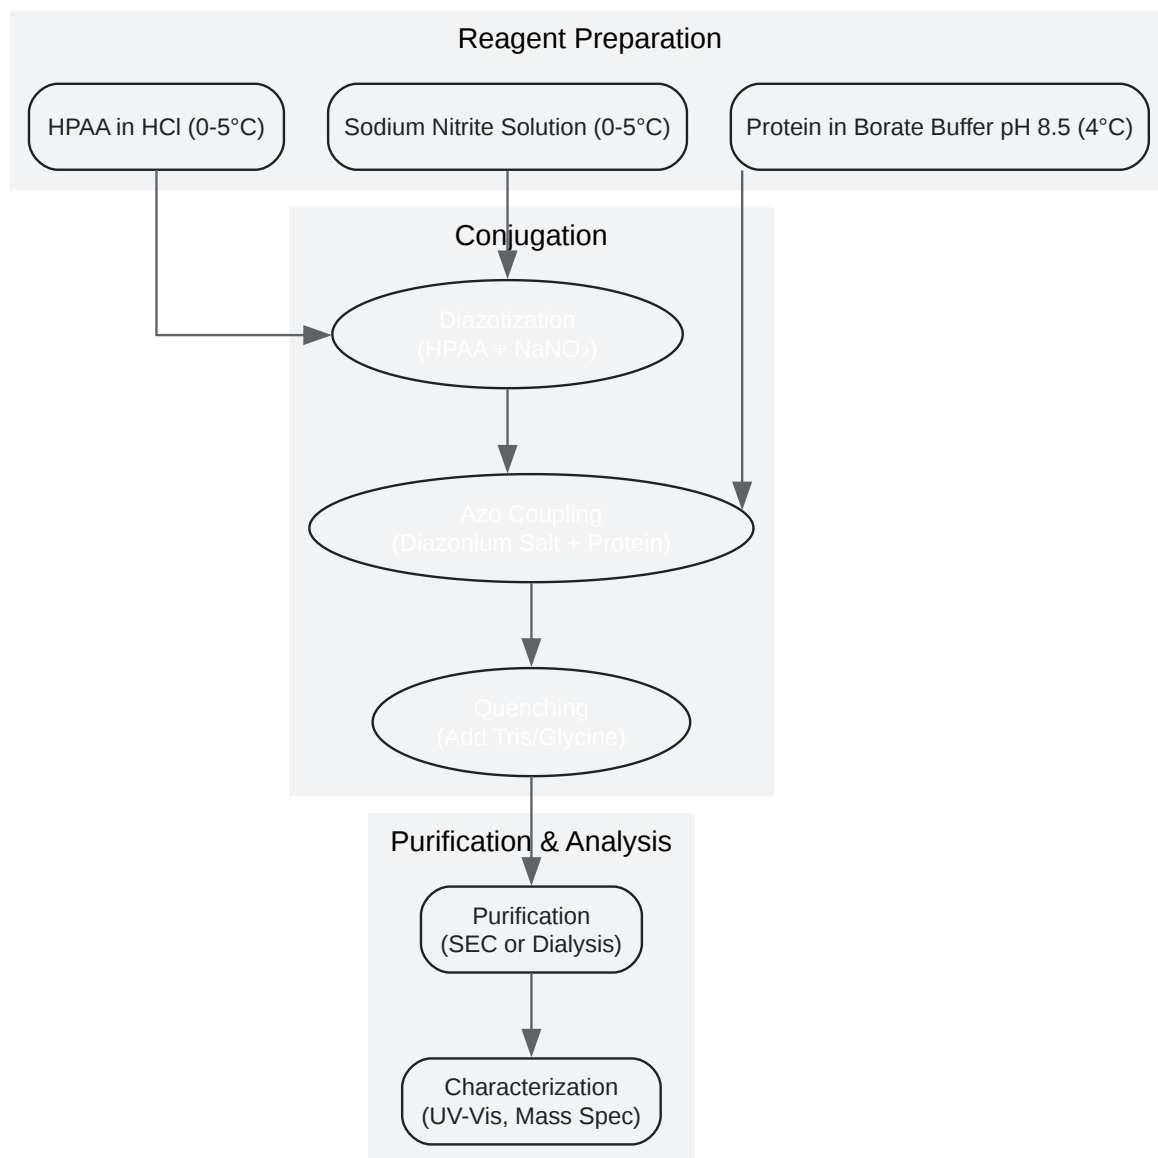 Reagent Preparation
HPAA in HCl (0-5°C)
Sodium Nitrite Solution (0-5°C)
Protein in Borate Buffer pH 8.5 (4°C)
Conjugation
Diazotization
(HPAA + NaNO₂)
Azo Coupling
(Diazonium Salt + Protein)
Quenching
(Add Tris/Glycine)
Purification & Analysis
Purification
(SEC or Dialysis)
Characterization
(UV-Vis, Mass Spec)